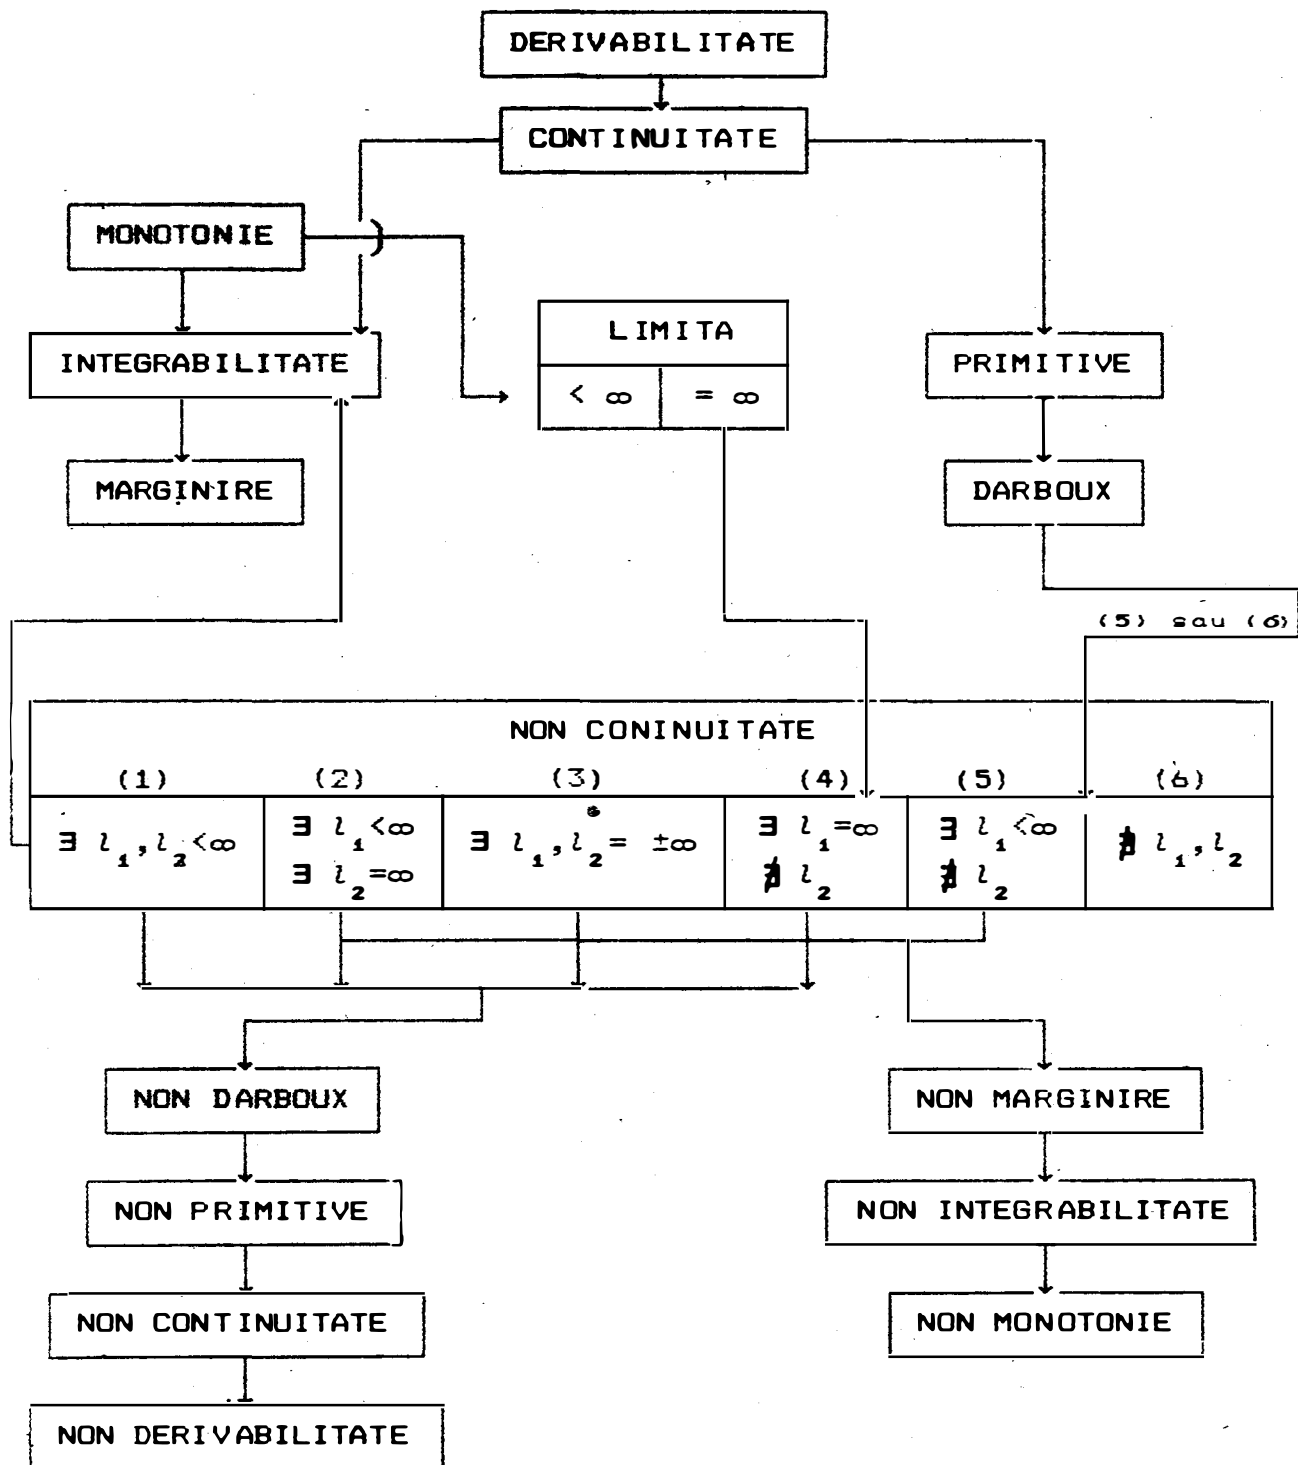 DERIVABILITATE
CONTINUITATE
MONOTONIE
LIMITA
INTEGRABILITATE
PRIMITIVE
< ∞ = ∞
MARGINIRE
DARBOUX
(5) sau (6)
NON CONINUITATE
(1) (2) (3) (4) (5) (6)
∃ l₁,l₂<∞
∃ l₁<∞
∃ l₂=∞
∃ l₁,l₂= ±∞
∃ l₁=∞
∄ l₂
∃ l₁<∞
∄ l₂
∄ l₁,l₂
NON DARBOUX
NON MARGINIRE
NON PRIMITIVE
NON INTEGRABILITATE
NON CONTINUITATE
NON MONOTONIE
NON DERIVABILITATE